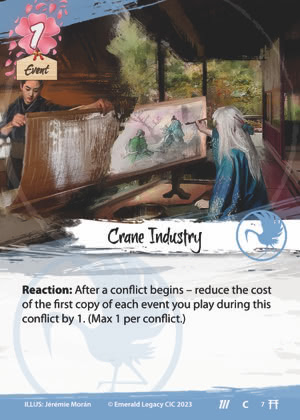 1
Event
Crane Industry
Reaction: After a conflict begins – reduce the cost
of the first copy of each event you play during this
conflict by 1. (Max 1 per conflict.)
ILLUS: Jérémie Morán © Emerald Legacy CIC 2023 C 7